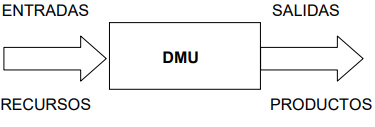 ENTRADAS
SALIDAS
DMU
RECURSOS
PRODUCTOS